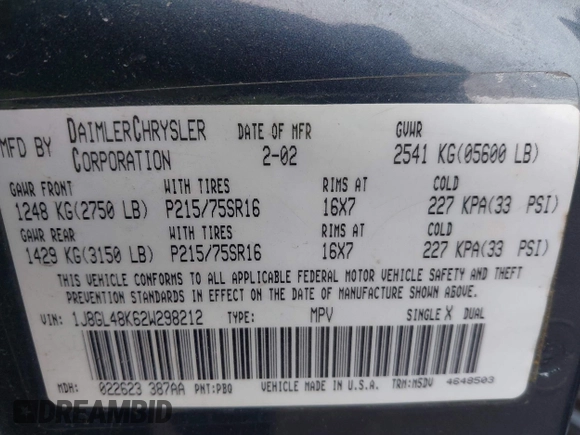 MFD BY DAIMLERCHRYSLER CORPORATION DATE OF MFR 2-02 GVWR 2541 KG(05600 LB)
GAWR FRONT WITH TIRES RIMS AT COLD
1248 KG(2750 LB) P215/75SR16 16X7 227 KPA(33 PSI)
GAWR REAR WITH TIRES RIMS AT COLD
1429 KG(3150 LB) P215/75SR16 16X7 227 KPA(33 PSI)
THIS VEHICLE CONFORMS TO ALL APPLICABLE FEDERAL MOTOR VEHICLE SAFETY AND THEFT
PREVENTION STANDARDS IN EFFECT ON THE DATE OF MANUFACTURE SHOWN ABOVE.
VIN: 1J8GL48K62W298212 TYPE: MPV SINGLE X DUAL
MDH: 022623 387AA PNT:PBQ VEHICLE MADE IN U.S.A. TRM:MSDV 4648503
DREAMBID